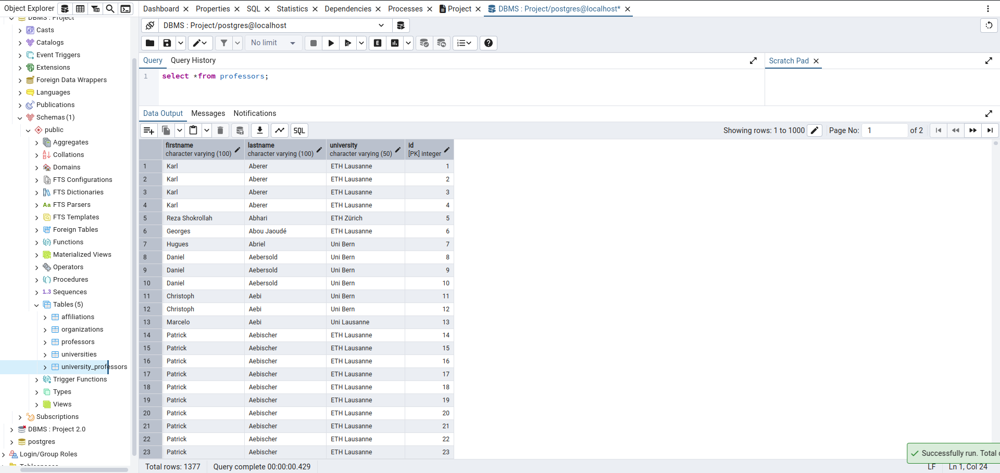 Object Explorer
Dashboard Properties SQL Statistics Dependencies Processes Project DBMS : Project/postgres@localhost*
DBMS : Project
DBMS : Project/postgres@localhost
Casts
Catalogs
Event Triggers
Extensions
Foreign Data Wrappers
Languages
Publications
Schemas (1)
public
Aggregates
Collations
Domains
FTS Configurations
FTS Dictionaries
Aa FTS Parsers
FTS Templates
Foreign Tables
Functions
Materialized Views
Operators
Procedures
1..3 Sequences
Tables (5)
affiliations
organizations
professors
universities
university_professors
Trigger Functions
Types
Views
Subscriptions
DBMS : Project 2.0
postgres
Login/Group Roles
No limit E
Query Query History
Scratch Pad
1 select *from professors;
Data Output Messages Notifications
SQL Showing rows: 1 to 1000 Page No: 1 of 2
firstname lastname university id
character varying (100) character varying (100) character varying (50) [PK] integer
1 Karl Aberer ETH Lausanne 1
2 Karl Aberer ETH Lausanne 2
3 Karl Aberer ETH Lausanne 3
4 Karl Aberer ETH Lausanne 4
5 Reza Shokrollah Abhari ETH Zürich 5
6 Georges Abou Jaoudé ETH Lausanne 6
7 Hugues Abriel Uni Bern 7
8 Daniel Aebersold Uni Bern 8
9 Daniel Aebersold Uni Bern 9
10 Daniel Aebersold Uni Bern 10
11 Christoph Aebi Uni Bern 11
12 Christoph Aebi Uni Bern 12
13 Marcelo Aebi Uni Lausanne 13
14 Patrick Aebischer ETH Lausanne 14
15 Patrick Aebischer ETH Lausanne 15
16 Patrick Aebischer ETH Lausanne 16
17 Patrick Aebischer ETH Lausanne 17
18 Patrick Aebischer ETH Lausanne 18
19 Patrick Aebischer ETH Lausanne 19
20 Patrick Aebischer ETH Lausanne 20
21 Patrick Aebischer ETH Lausanne 21
22 Patrick Aebischer ETH Lausanne 22
23 Patrick Aebischer ETH Lausanne 23
Successfully run. Total
Total rows: 1377 Query complete 00:00:00.429 LF Ln 1, Col 24